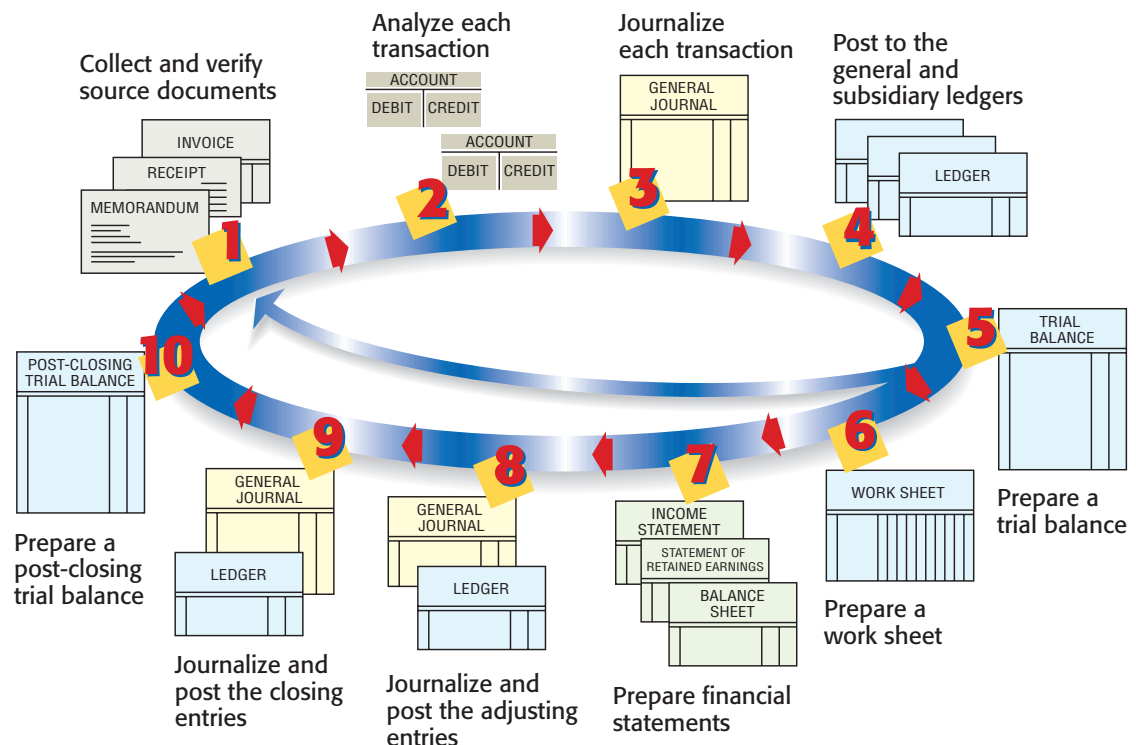 Collect and verify
source documents
INVOICE
RECEIPT
MEMORANDUM
1
Analyze each
transaction
ACCOUNT
DEBIT CREDIT
ACCOUNT
DEBIT CREDIT
2
Journalize
each transaction
GENERAL
JOURNAL
3
Post to the
general and
subsidiary ledgers
LEDGER
4
5
TRIAL
BALANCE
Prepare a
trial balance
6
WORK SHEET
Prepare a
work sheet
7
INCOME
STATEMENT
STATEMENT OF
RETAINED EARNINGS
BALANCE
SHEET
Prepare financial
statements
8
GENERAL
JOURNAL
LEDGER
Journalize and
post the adjusting
entries
9
GENERAL
JOURNAL
LEDGER
Journalize and
post the closing
entries
10
POST-CLOSING
TRIAL BALANCE
Prepare a
post-closing
trial balance